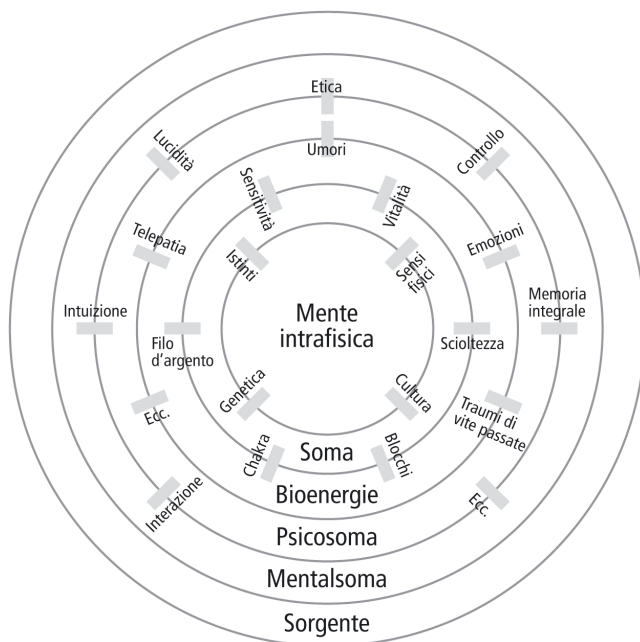 Etica
Umori
Lucidità
Controllo
Sensitività
Vitalità
Telepatia
Emozioni
Istinti
Sensi
fisici
Intuizione
Memoria
integrale
Mente
intrafisica
Filo
d'argento
Scioltezza
Genetica
Cultura
Ecc.
Traumi di
vite passate
Chakra
Blocchi
Interazione
Ecc.
Soma
Bioenergie
Psicosoma
Mentalsoma
Sorgente